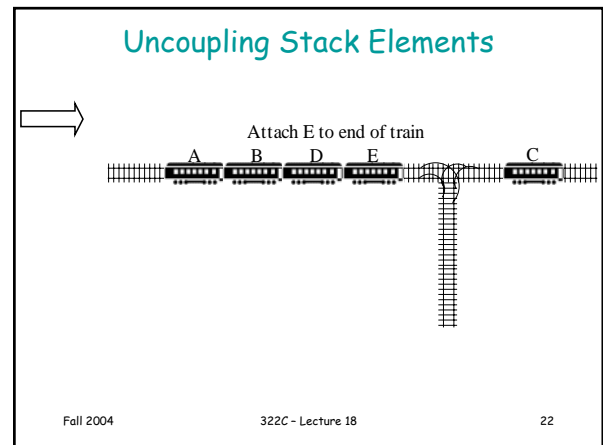 Uncoupling Stack Elements
Attach E to end of train
A B D E C
Fall 2004 322C - Lecture 18 22